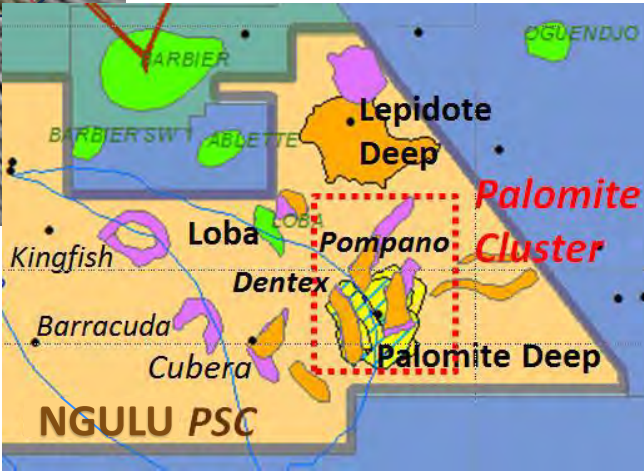 BARBIER
OGUENDJO
BARBIER SW 1
ABLETTE
Lepidote
Deep
Palomite
Cluster
Loba
LOBA
Pompano
Kingfish
Dentex
Barracuda
Palomite Deep
Cubera
NGULU PSC